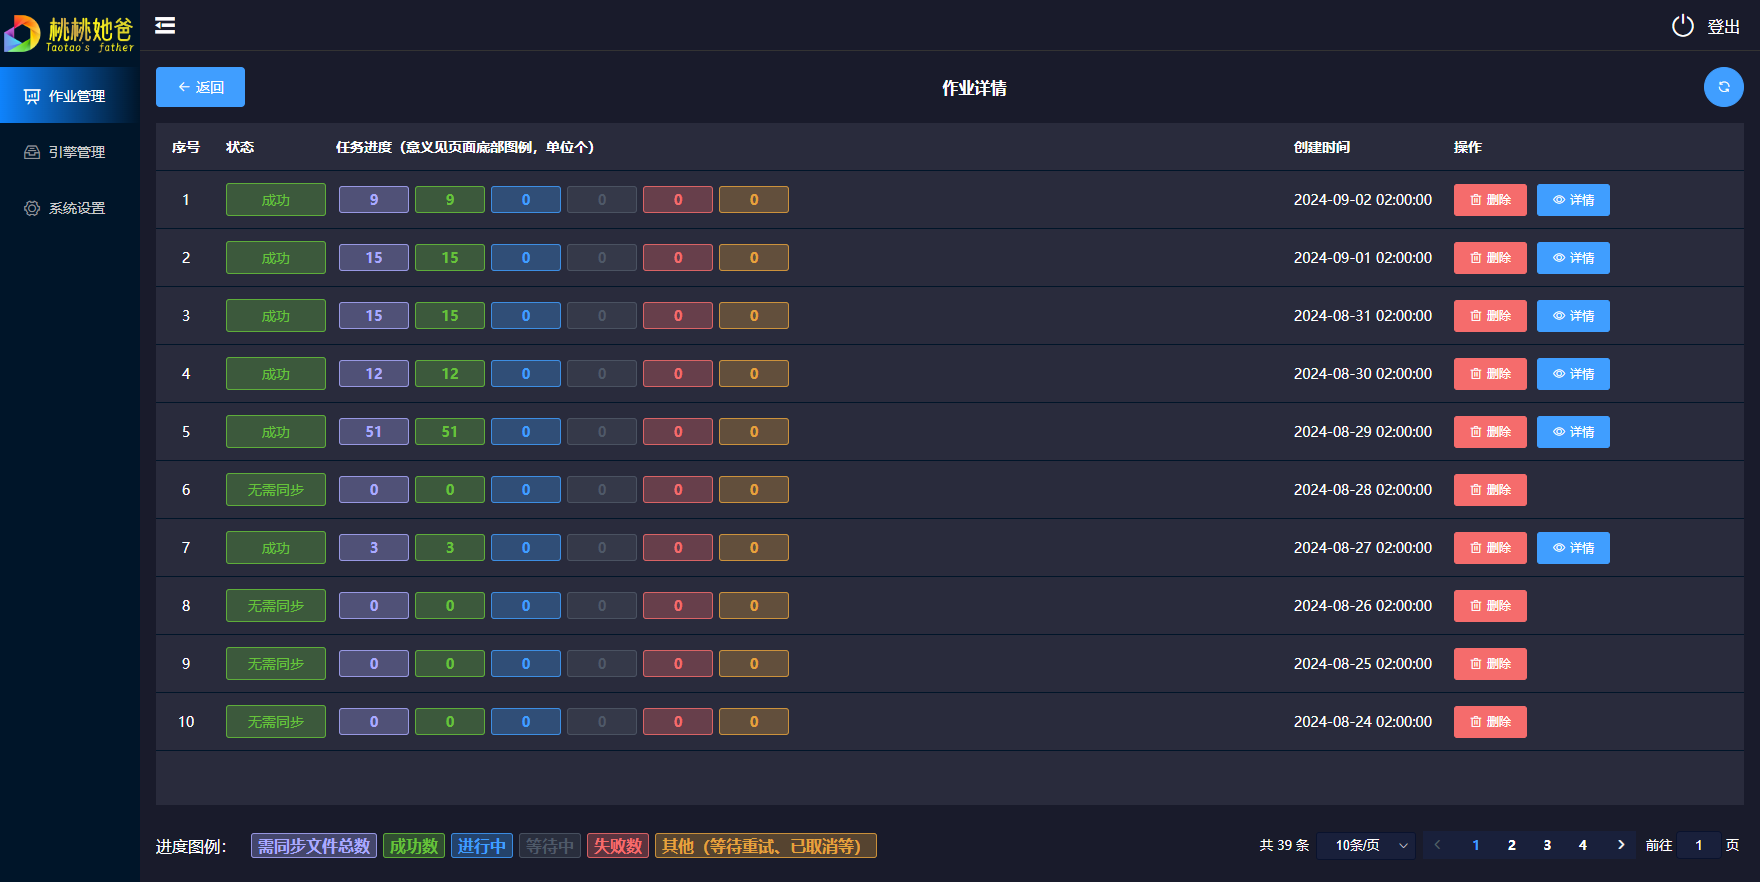 桃桃她爸
Taotao's father
登出
作业管理
引擎管理
系统设置
返回
作业详情
序号 状态 任务进度（意义见页面底部图例，单位个） 创建时间 操作
1 成功 9 9 0 0 0 0 2024-09-02 02:00:00 删除 详情
2 成功 15 15 0 0 0 0 2024-09-01 02:00:00 删除 详情
3 成功 15 15 0 0 0 0 2024-08-31 02:00:00 删除 详情
4 成功 12 12 0 0 0 0 2024-08-30 02:00:00 删除 详情
5 成功 51 51 0 0 0 0 2024-08-29 02:00:00 删除 详情
6 无需同步 0 0 0 0 0 0 2024-08-28 02:00:00 删除
7 成功 3 3 0 0 0 0 2024-08-27 02:00:00 删除 详情
8 无需同步 0 0 0 0 0 0 2024-08-26 02:00:00 删除
9 无需同步 0 0 0 0 0 0 2024-08-25 02:00:00 删除
10 无需同步 0 0 0 0 0 0 2024-08-24 02:00:00 删除
进度图例： 需同步文件总数 成功数 进行中 等待中 失败数 其他（等待重试、已取消等） 共 39 条 10条/页 1 2 3 4 前往 1 页